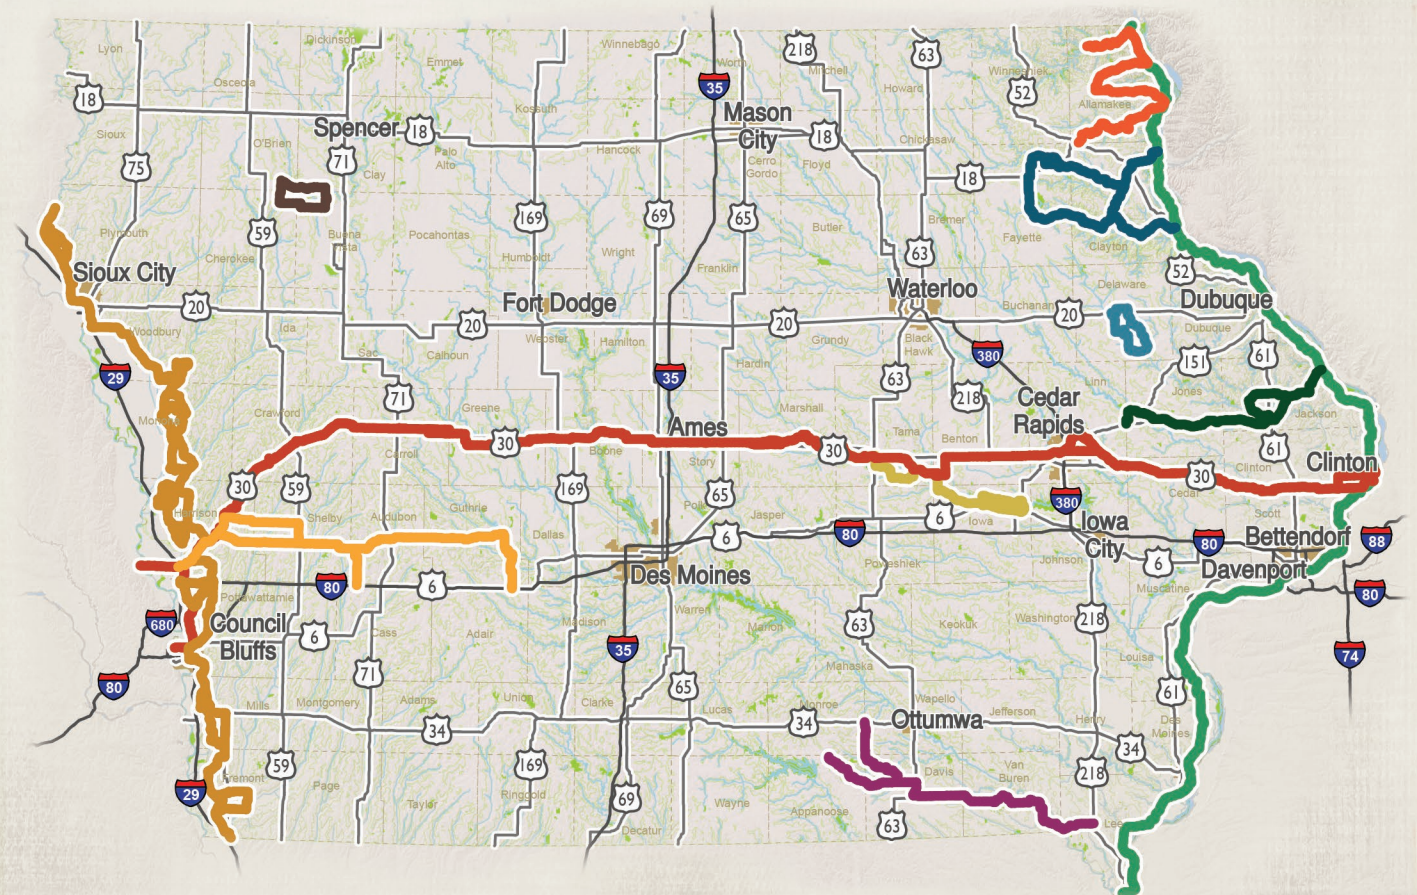 Lyon
Dickinson
Winnebago
218
63
Emmet
Worth
Mitchell
Winneshiek
Osceola
35
Howard
52
18
Kossuth
Allamakee
Mason
City
Spencer
18
18
Sioux
O'Brien
Palo
Alto
Hancock
Cerro
Gordo
Floyd
Chickasaw
75
71
Clay
18
169
69
65
Plymouth
59
Buena
Vista
Pocahontas
Butler
Bremer
Fayette
Clayton
Cherokee
Humboldt
Wright
Franklin
63
Sioux City
52
Delaware
Waterloo
Dubuque
20
Fort Dodge
Buchanan
20
Woodbury
Ida
20
20
Dubuque
Webster
Hamilton
Grundy
Black
Hawk
Sac
Calhoun
Hardin
380
151
61
29
35
63
Linn
71
218
Cedar
Rapids
Jones
Crawford
Greene
Marshall
Jackson
Monona
Ames
Tama
Benton
30
30
61
Carroll
Boone
Story
Clinton
Clinton
30
30
59
169
65
380
Cedar
Harrison
Shelby
Audubon
Guthrie
Polk
Jasper
6
Iowa
Scott
Dallas
6
80
Iowa
City
80
Bettendorf
88
Des Moines
Poweshiek
Johnson
6
Davenport
80
6
Pottawattamie
Muscatine
80
680
Council
Bluffs
6
Cass
Adair
Madison
Warren
Marion
63
Keokuk
Washington
218
35
74
Louisa
71
Mahaska
80
65
61
Mills
Montgomery
Adams
Union
Clarke
Lucas
Monroe
Wapello
Jefferson
Henry
34
34
Ottumwa
Des
Moines
34
59
169
Davis
Van
Buren
218
Fremont
Page
29
Taylor
Ringgold
69
Wayne
Appanoose
63
Lee
Decatur